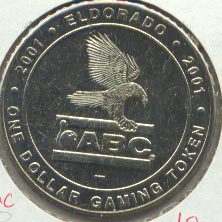 2001 · ELDORADO · 2001
ABC
ONE DOLLAR GAMING TOKEN